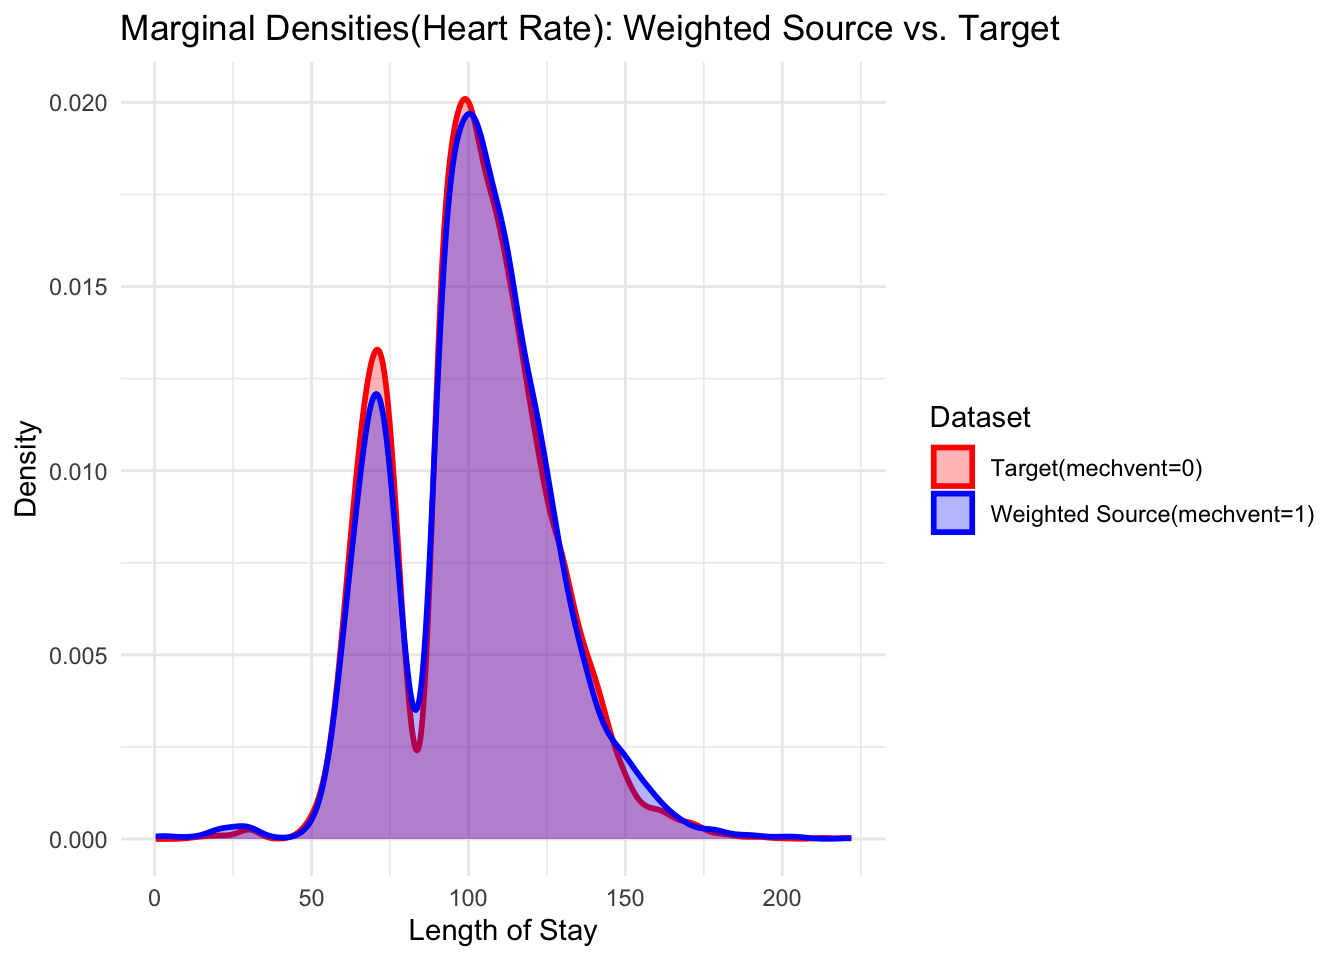 Marginal Densities(Heart Rate): Weighted Source vs. Target
0.020
0.015
0.010
0.005
0.000
Density
0 50 100 150 200
Length of Stay
Dataset
Target(mechvent=0)
Weighted Source(mechvent=1)